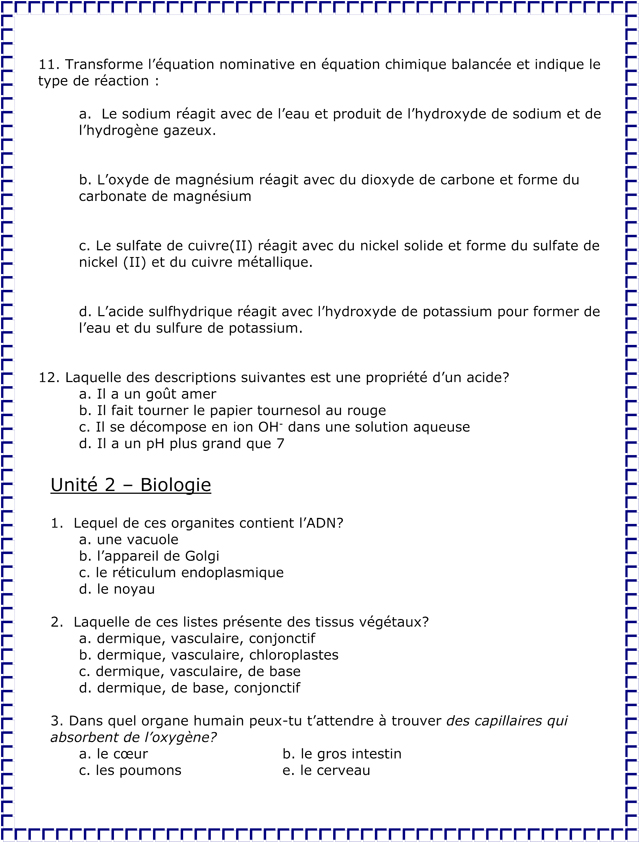 11. Transforme l’équation nominative en équation chimique balancée et indique le
type de réaction :
a. Le sodium réagit avec de l’eau et produit de l’hydroxyde de sodium et de
l’hydrogène gazeux.
b. L’oxyde de magnésium réagit avec du dioxyde de carbone et forme du
carbonate de magnésium
c. Le sulfate de cuivre(II) réagit avec du nickel solide et forme du sulfate de
nickel (II) et du cuivre métallique.
d. L’acide sulfhydrique réagit avec l’hydroxyde de potassium pour former de
l’eau et du sulfure de potassium.
12. Laquelle des descriptions suivantes est une propriété d’un acide?
a. Il a un goût amer
b. Il fait tourner le papier tournesol au rouge
c. Il se décompose en ion OH⁻ dans une solution aqueuse
d. Il a un pH plus grand que 7
Unité 2 – Biologie
1. Lequel de ces organites contient l’ADN?
a. une vacuole
b. l’appareil de Golgi
c. le réticulum endoplasmique
d. le noyau
2. Laquelle de ces listes présente des tissus végétaux?
a. dermique, vasculaire, conjonctif
b. dermique, vasculaire, chloroplastes
c. dermique, vasculaire, de base
d. dermique, de base, conjonctif
3. Dans quel organe humain peux-tu t’attendre à trouver des capillaires qui
absorbent de l’oxygène?
a. le cœur b. le gros intestin
c. les poumons e. le cerveau